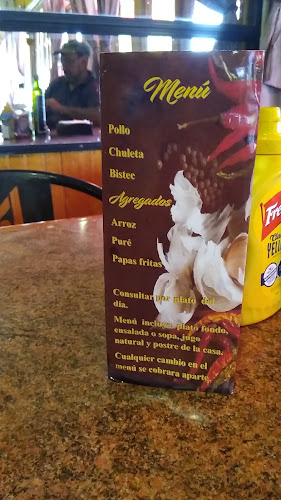 Menú
Pollo
Chuleta
Bistec
Agregados
Arroz
Puré
Papas fritas
Consultar por plato del
día.
Menú incluye, plato fondo,
ensalada o sopa, jugo
natural y postre de la casa.
Cualquier cambio en el
menú se cobrara aparte.